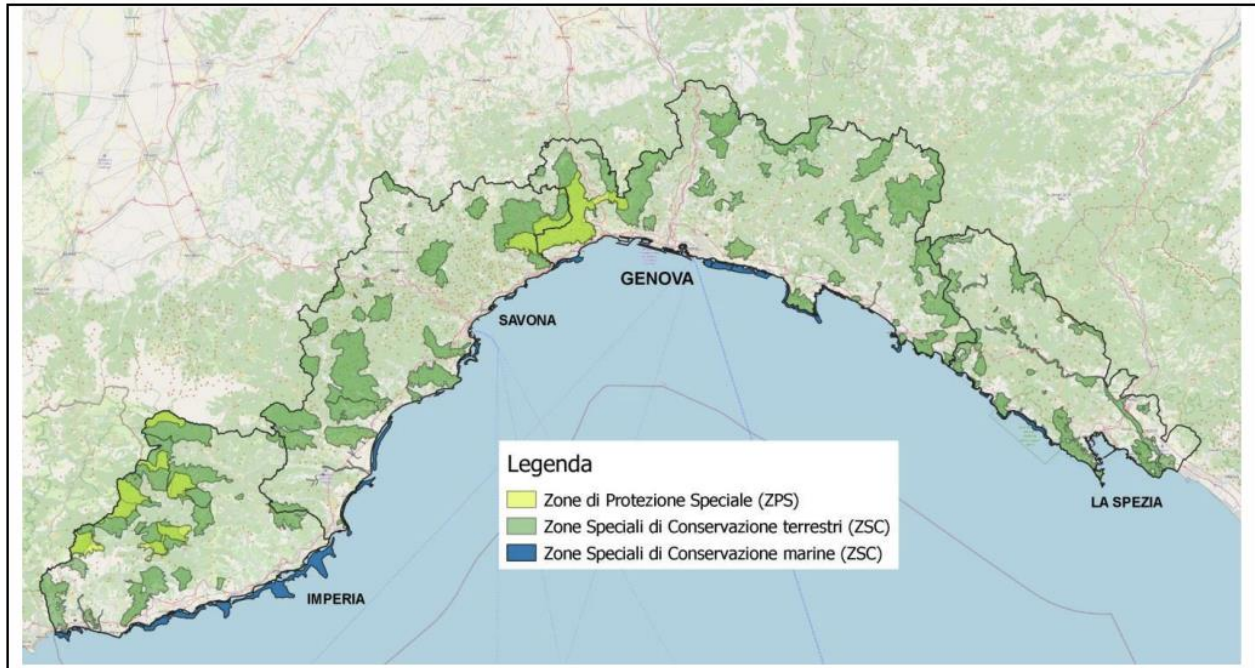 GENOVA
SAVONA
Legenda
Zone di Protezione Speciale (ZPS)
Zone Speciali di Conservazione terrestri (ZSC)
Zone Speciali di Conservazione marine (ZSC)
LA SPEZIA
IMPERIA